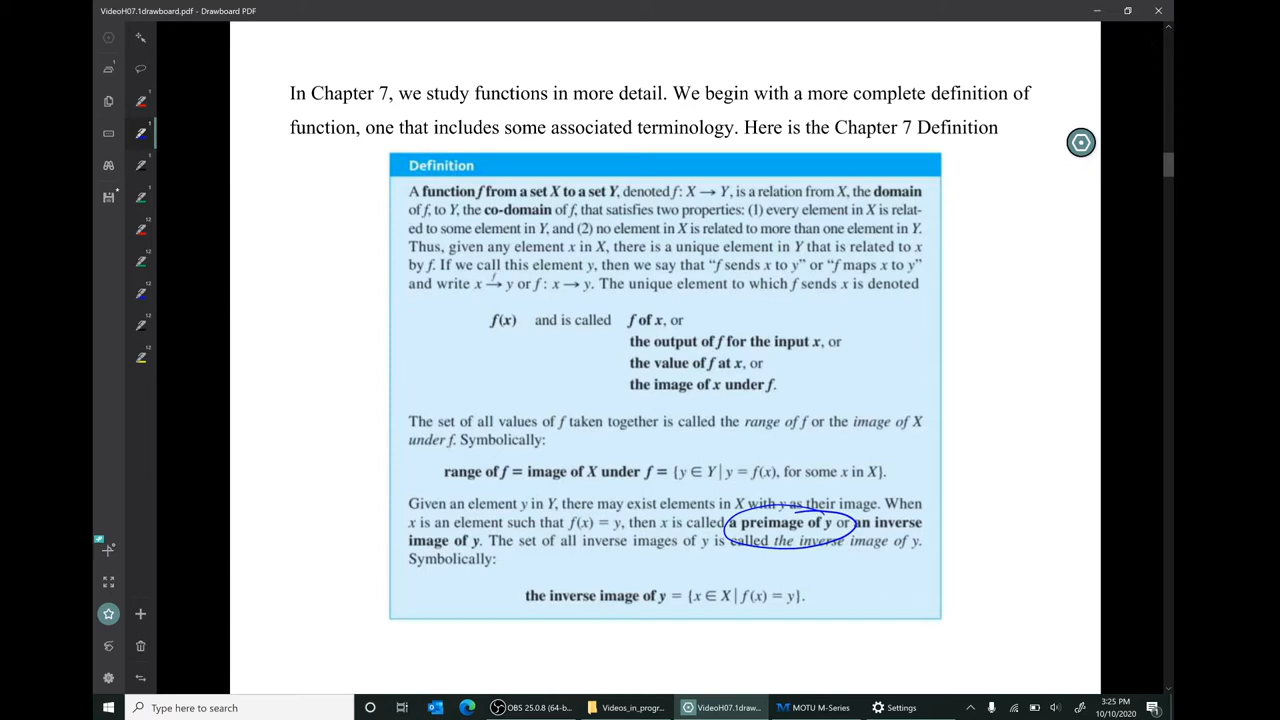 VideoH07.1drawboard.pdf - Drawboard PDF
In Chapter 7, we study functions in more detail. We begin with a more complete definition of
function, one that includes some associated terminology. Here is the Chapter 7 Definition
Definition
A function f from a set X to a set Y, denoted f: X → Y, is a relation from X, the domain
of f, to Y, the co-domain of f, that satisfies two properties: (1) every element in X is relat-
ed to some element in Y, and (2) no element in X is related to more than one element in Y.
Thus, given any element x in X, there is a unique element in Y that is related to x
by f. If we call this element y, then we say that “f sends x to y” or “f maps x to y”
and write x →^f y or f: x → y. The unique element to which f sends x is denoted
f(x) and is called f of x, or
the output of f for the input x, or
the value of f at x, or
the image of x under f.
The set of all values of f taken together is called the range of f or the image of X
under f. Symbolically:
range of f = image of X under f = {y ∈ Y | y = f(x), for some x in X}.
Given an element y in Y, there may exist elements in X with y as their image. When
x is an element such that f(x) = y, then x is called a preimage of y or an inverse
image of y. The set of all inverse images of y is called the inverse image of y.
Symbolically:
the inverse image of y = {x ∈ X | f(x) = y}.
1
1
1
12
12
12
12
12
12
Type here to search
OBS 25.0.8 (64-b...
Videos_in_progr...
VideoH07.1draw...
MOTU M-Series
Settings
3:25 PM
10/10/2020